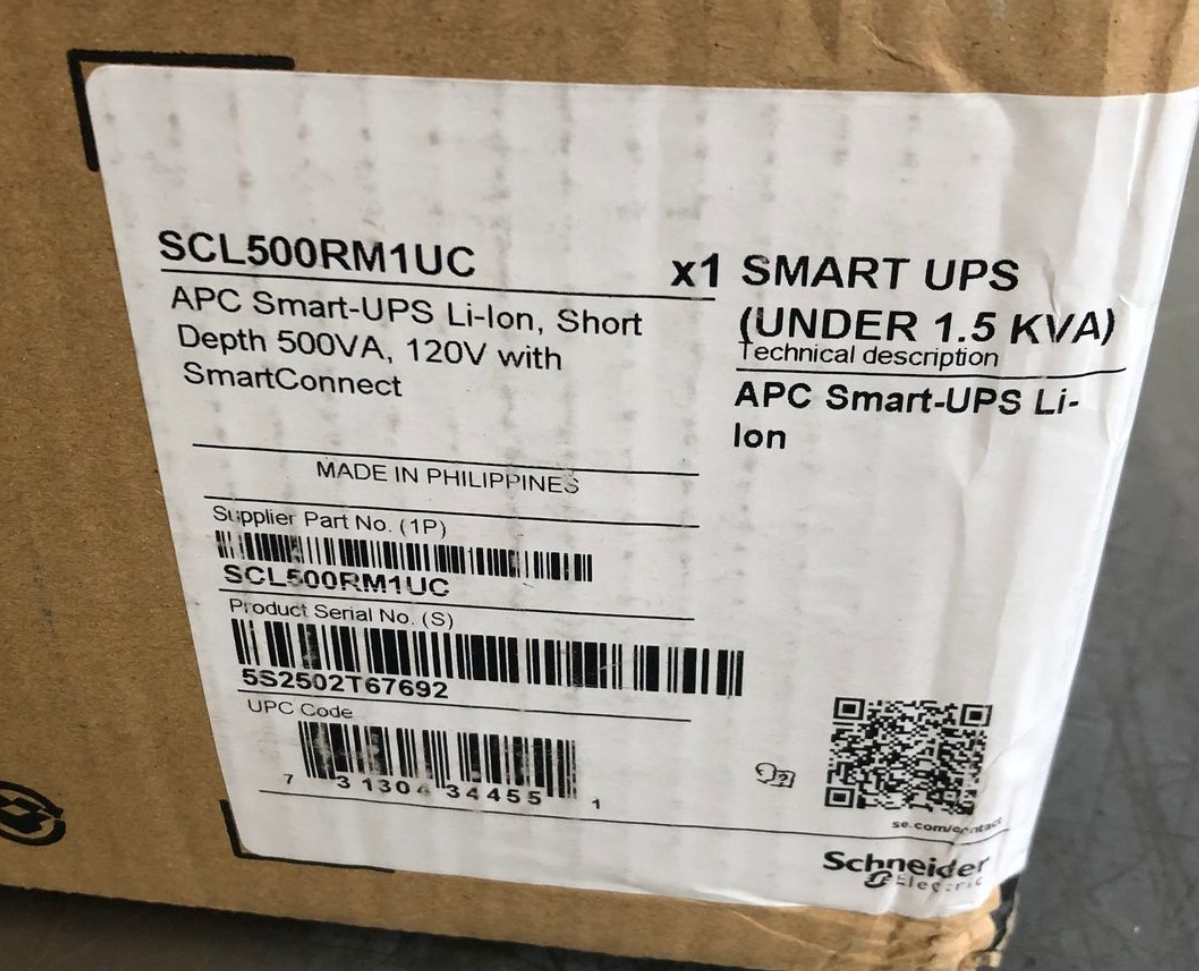 SCL500RM1UC
x1
APC Smart-UPS Li-Ion, Short
Depth 500VA, 120V with
SmartConnect
MADE IN PHILIPPINES
Supplier Part No. (1P)
SCL500RM1UC
Product Serial No. (S)
5S2502T67692
UPC Code
7 31304 34455 1
SMART UPS
(UNDER 1.5 KVA)
Technical description
APC Smart-UPS Li-
Ion
se.com/contact
Schneider
Electric